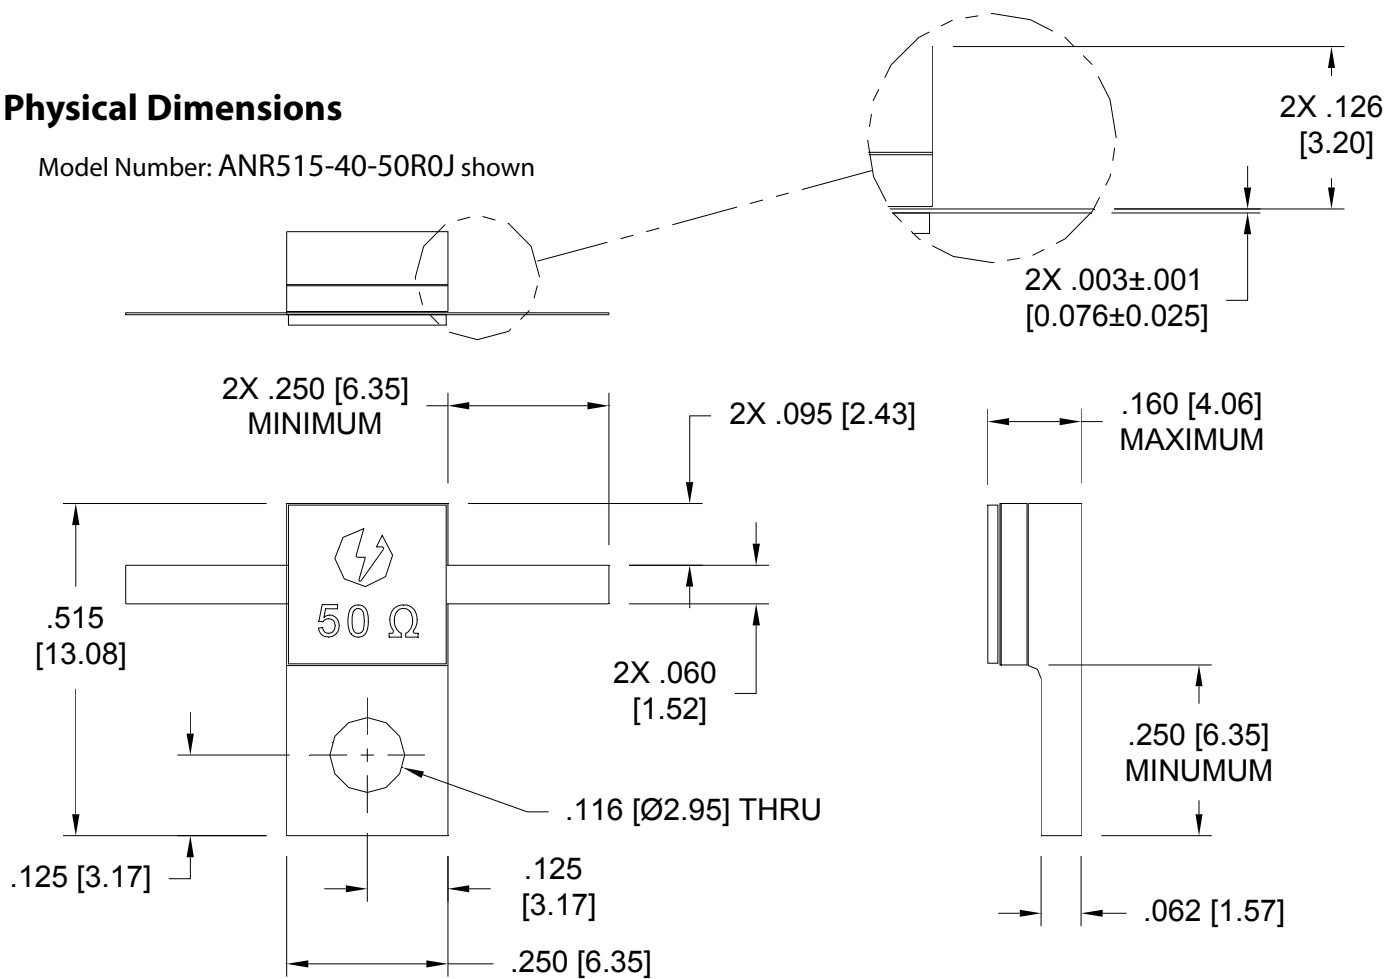 Physical Dimensions
Model Number: ANR515-40-50R0J shown
2X .126
[3.20]
2X .003±.001
[0.076±0.025]
2X .250 [6.35]
MINIMUM
2X .095 [2.43]
.160 [4.06]
MAXIMUM
50 Ω
.515
[13.08]
2X .060
[1.52]
.250 [6.35]
MINUMUM
.116 [Ø2.95] THRU
.125 [3.17]
.125
[3.17]
.062 [1.57]
.250 [6.35]